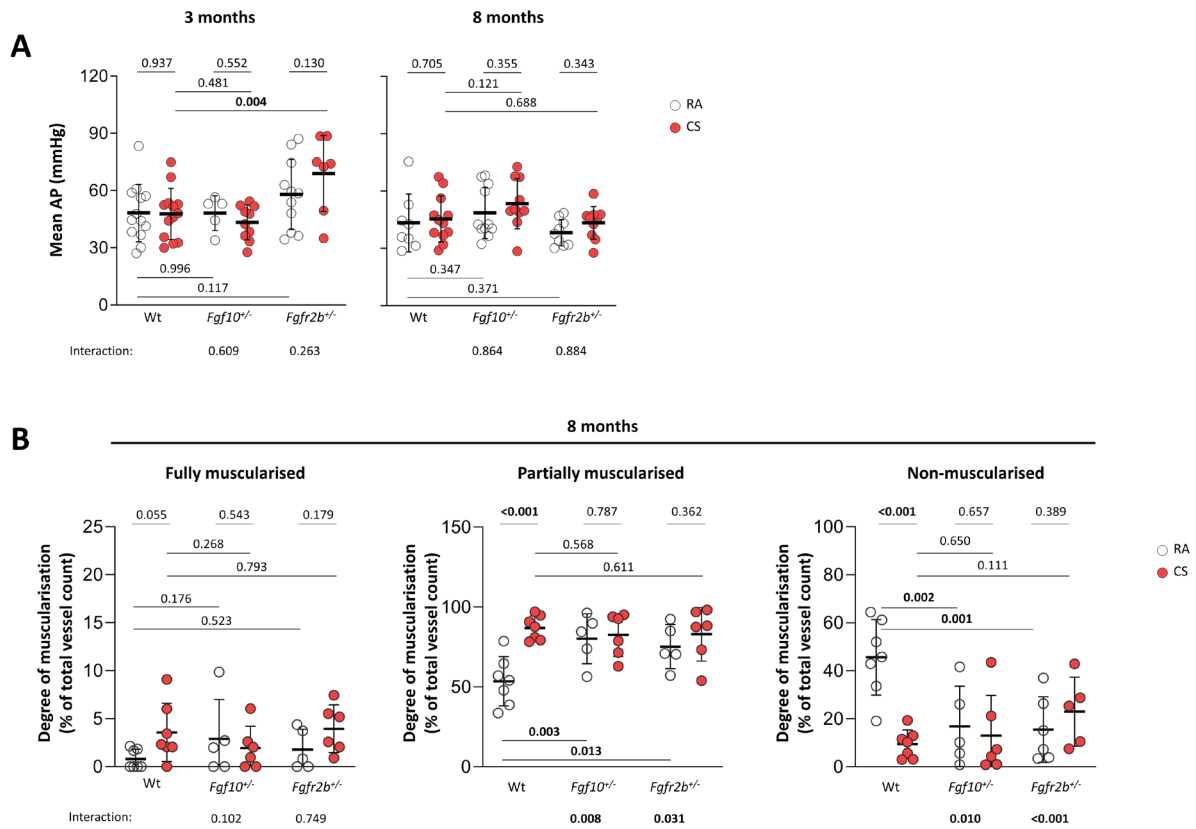 3 months
8 months
A
0.937
0.552
0.130
0.705
0.355
0.343
0.481
0.121
0.004
0.688
120
90
60
30
0
Mean AP (mmHg)
RA
CS
0.996
0.347
0.117
0.371
Wt
Fgf10+/-
Fgfr2b+/-
Wt
Fgf10+/-
Fgfr2b+/-
Interaction:
0.609
0.263
0.864
0.884
B
8 months
Fully muscularised
0.055
0.543
0.179
0.268
0.793
0.176
0.523
25
20
15
10
5
0
Degree of muscularisation
(% of total vessel count)
Wt
Fgf10+/-
Fgfr2b+/-
Interaction:
0.102
0.749
Partially muscularised
<0.001
0.787
0.362
0.568
0.611
150
100
50
0
Degree of muscularisation
(% of total vessel count)
0.003
0.013
Wt
Fgf10+/-
Fgfr2b+/-
0.008
0.031
Non-muscularised
<0.001
0.657
0.389
0.650
0.111
0.002
0.001
100
80
60
40
20
0
Degree of muscularisation
(% of total vessel count)
RA
CS
Wt
Fgf10+/-
Fgfr2b+/-
0.010
<0.001